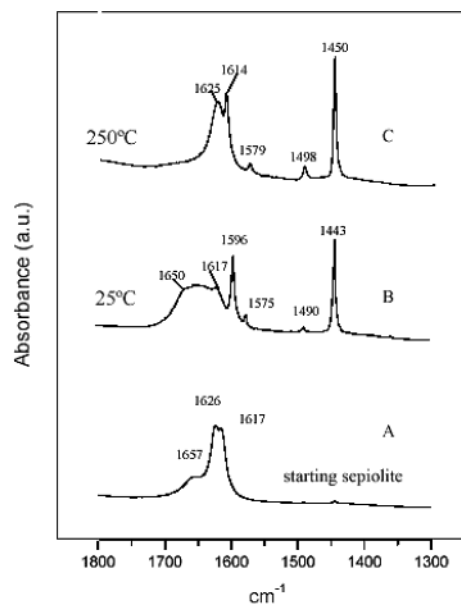 1450
1614
1625
250ºC
C
1579
1498
1443
1596
1650
1617
25ºC
B
1575
1490
1626
1617
A
1657
starting sepiolite
Absorbance (a.u.)
1800 1700 1600 1500 1400 1300
cm-1